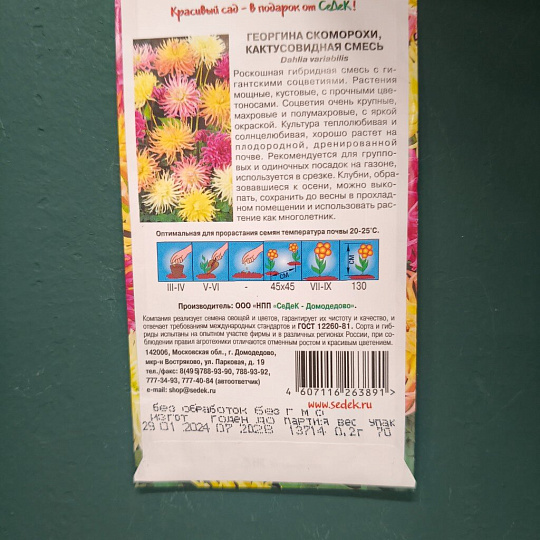 Красивый сад - в подарок от СеДеК!
ГЕОРГИНА СКОМОРОХИ,
КАКТУСОВИДНАЯ СМЕСЬ
Dahlia variabilis
Роскошная гибридная смесь с ги-
гантскими соцветиями. Растения
мощные, кустовые, с прочными цве-
тоносами. Соцветия очень крупные,
махровые и полумахровые, с яркой
окраской. Культура теплолюбивая и
солнцелюбивая, хорошо растет на
плодородной, дренированной
почве. Рекомендуется для группо-
вых и одиночных посадок на газоне,
используется в срезке. Клубни, обра-
зовавшиеся к осени, можно выко-
пать, сохранить до весны в прохлад-
ном помещении и использовать рас-
тение как многолетник.
Оптимальная для прорастания семян температура почвы 20-25°С.
СМ СМ
III-IV V-VI - 45х45 VII-IX 130
Производитель: ООО «НПП «СеДеК - Домодедово».
Компания реализует семена овощей и цветов, гарантирует их чистоту и качество, и
отвечает требованиям международных стандартов и ГОСТ 12260-81. Сорта и гиб-
риды испытаны на опытном участке фирмы и в различных регионах России, при
соблюдении правил агротехники отличаются отменным ростом и красивым цветением.
142006, Московская обл., г. Домодедово,
мкр-н Востряково, ул. Парковая, д. 19
тел./факс: 8(495)788-93-90, 788-93-92,
777-34-93, 777-40-84 (автоответчик)
e-mail: shop@sedek.ru
4 607116 263891 >
www.sedek.ru
без обработок без г м о
изгот годен до партия вес упак
29 01 2024 07 2028 13714 0,2г 70